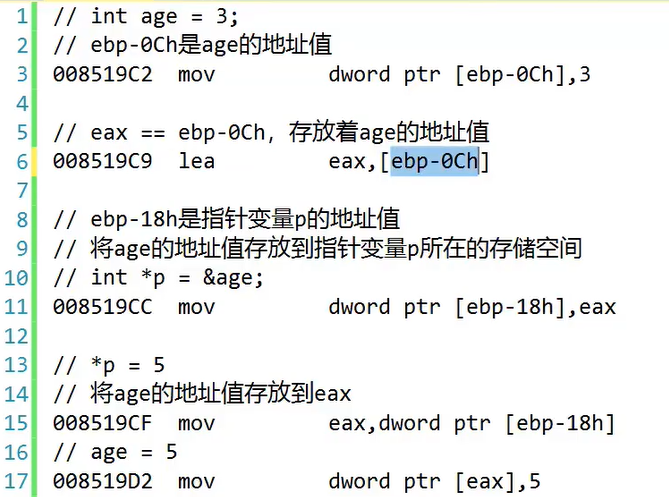 1 // int age = 3;
2 // ebp-0Ch是age的地址值
3 008519C2 mov dword ptr [ebp-0Ch],3
4
5 // eax == ebp-0Ch, 存放着age的地址值
6 008519C9 lea eax,[ebp-0Ch]
7
8 // ebp-18h是指针变量p的地址值
9 // 将age的地址值存放到指针变量p所在的存储空间
10 // int *p = &age;
11 008519CC mov dword ptr [ebp-18h],eax
12
13 // *p = 5
14 // 将age的地址值存放到eax
15 008519CF mov eax,dword ptr [ebp-18h]
16 // age = 5
17 008519D2 mov dword ptr [eax],5